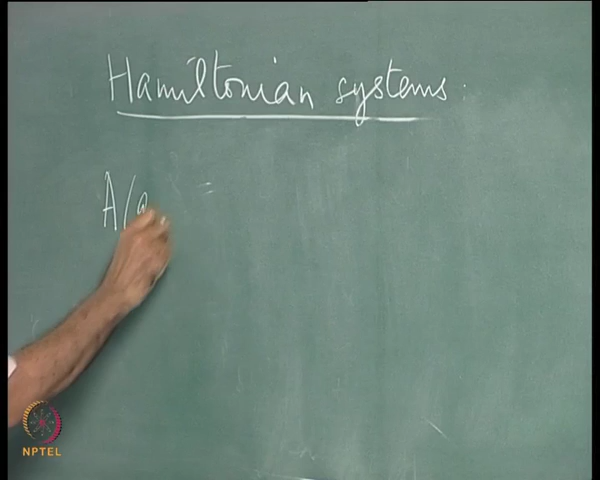 Hamiltonian systems.
A(q =
NPTEL